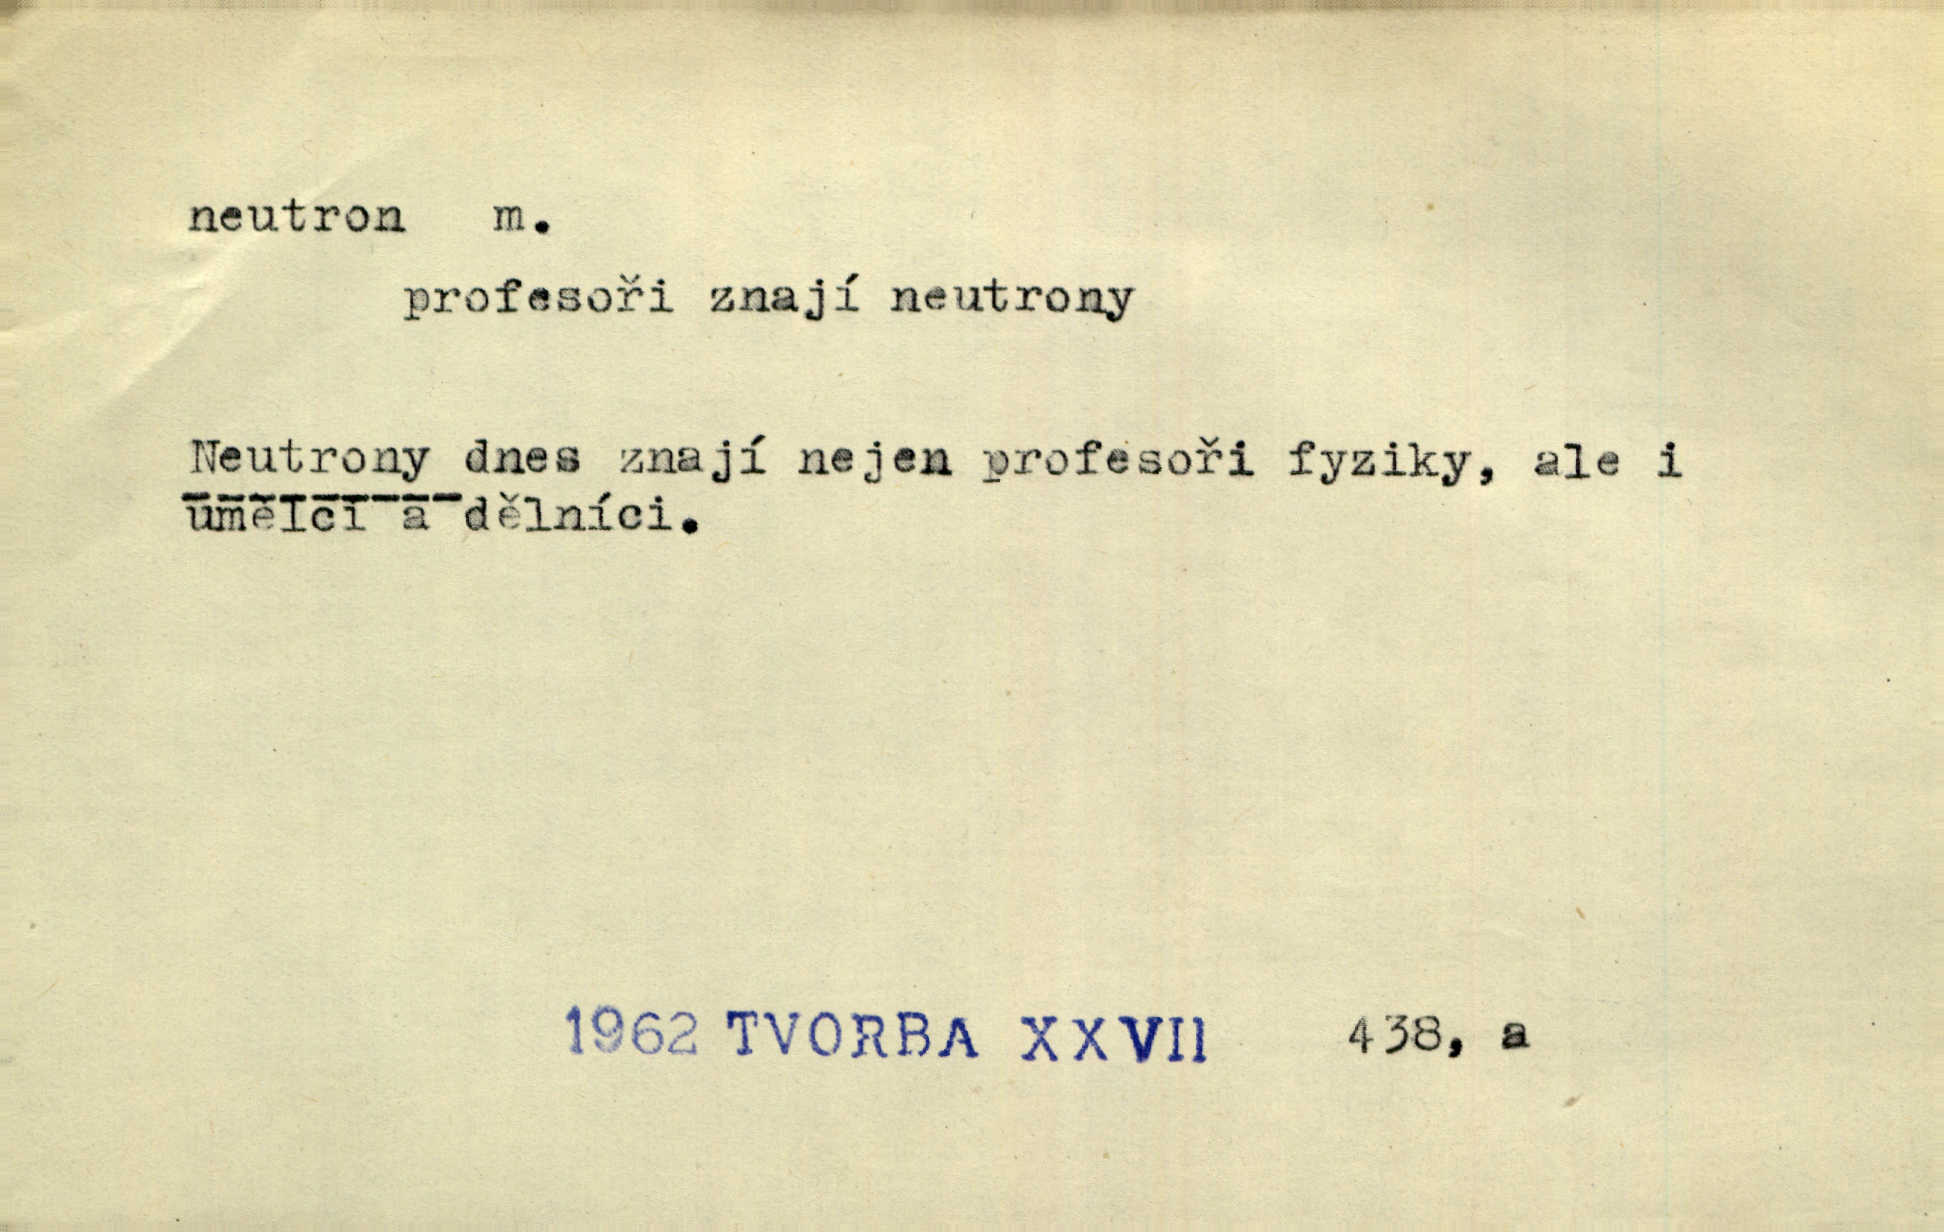 neutron m.
profesoři znají neutrony
Neutrony dnes znají nejen profesoři fyziky, ale i
umělci a dělníci.
1962 TVORBA XXVII 438, a